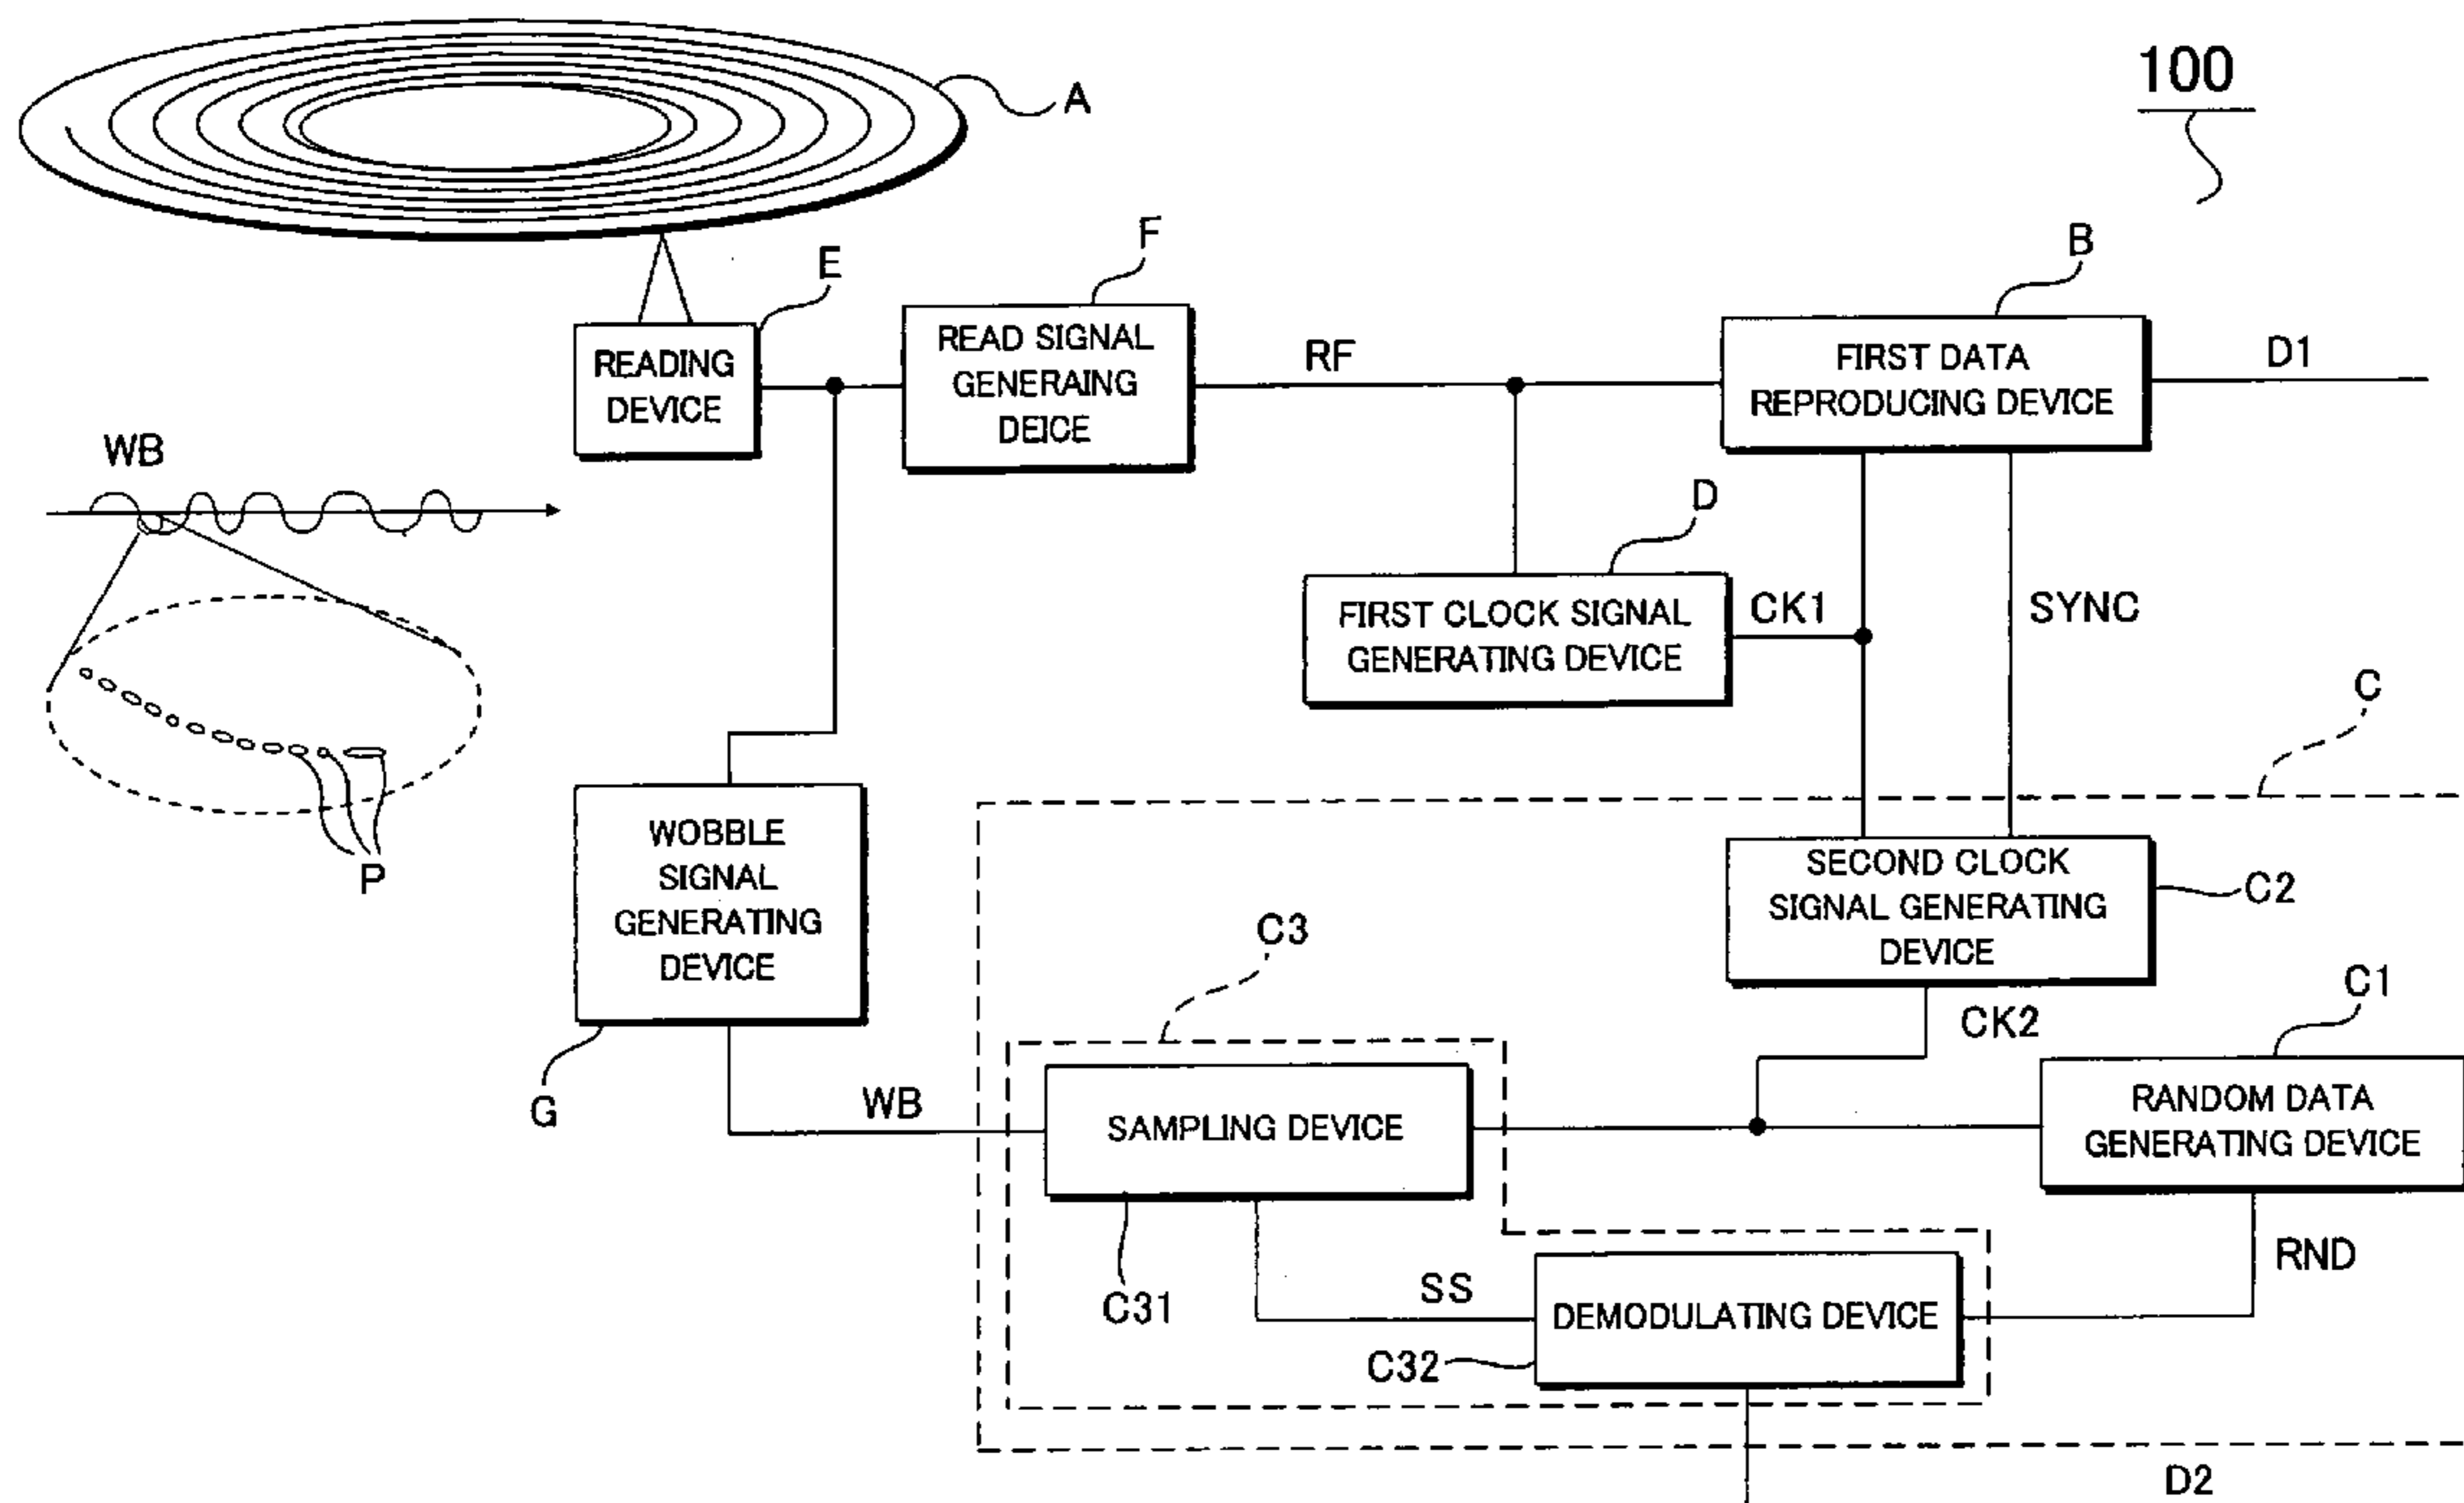 100
A
F
B
E
READING
DEVICE
READ SIGNAL
GENERAING
DEICE
RF
FIRST DATA
REPRODUCING DEVICE
D1
WB
D
FIRST CLOCK SIGNAL
GENERATING DEVICE
CK1
SYNC
C
P
WOBBLE
SIGNAL
GENERATING
DEVICE
G
SECOND CLOCK
SIGNAL GENERATING
DEVICE
C2
C3
CK2
C1
WB
SAMPLING DEVICE
RANDOM DATA
GENERATING DEVICE
C31
SS
DEMODULATING DEVICE
RND
C32
D2